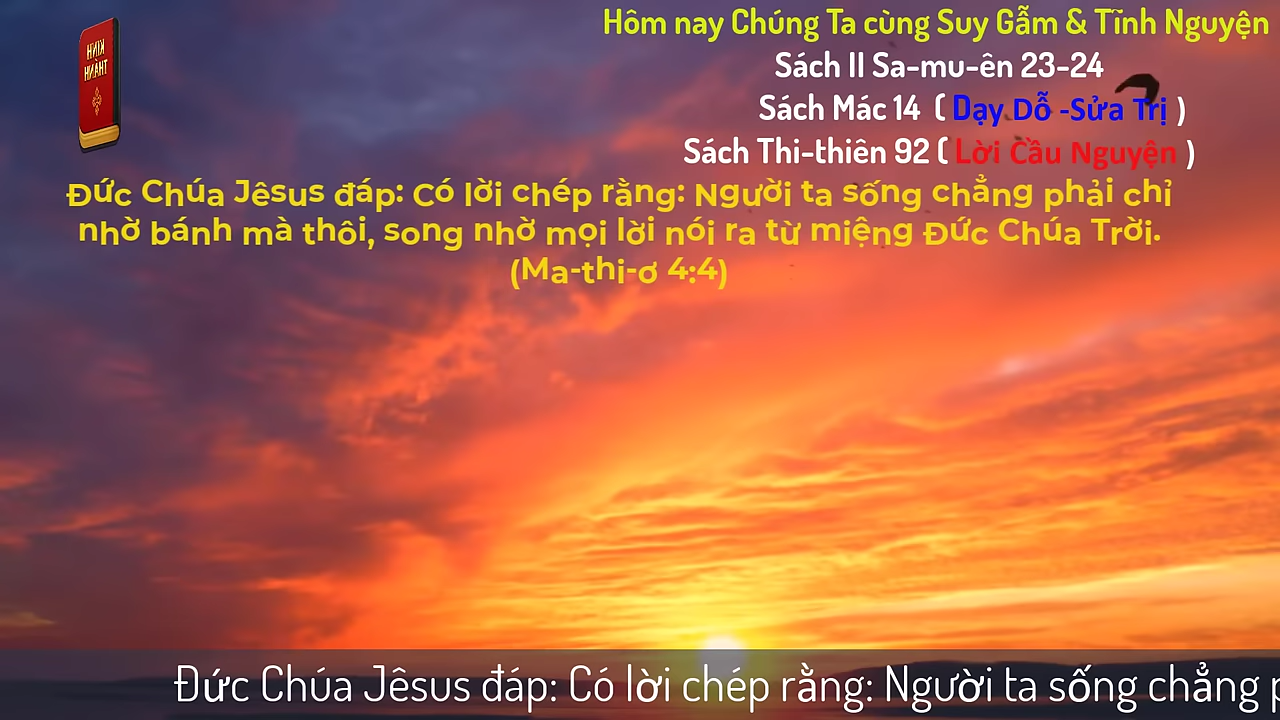 KINH
THÁNH
Hôm nay Chúng Ta cùng Suy Gẫm & Tĩnh Nguyện
Sách II Sa-mu-ên 23-24
Sách Mác 14 ( Dạy Dỗ -Sửa Trị )
Sách Thi-thiên 92 ( Lời Cầu Nguyện )
Đức Chúa Jêsus đáp: Có lời chép rằng: Người ta sống chẳng phải chỉ
nhờ bánh mà thôi, song nhờ mọi lời nói ra từ miệng Đức Chúa Trời.
(Ma-thi-ơ 4:4)
Đức Chúa Jêsus đáp: Có lời chép rằng: Người ta sống chẳng p